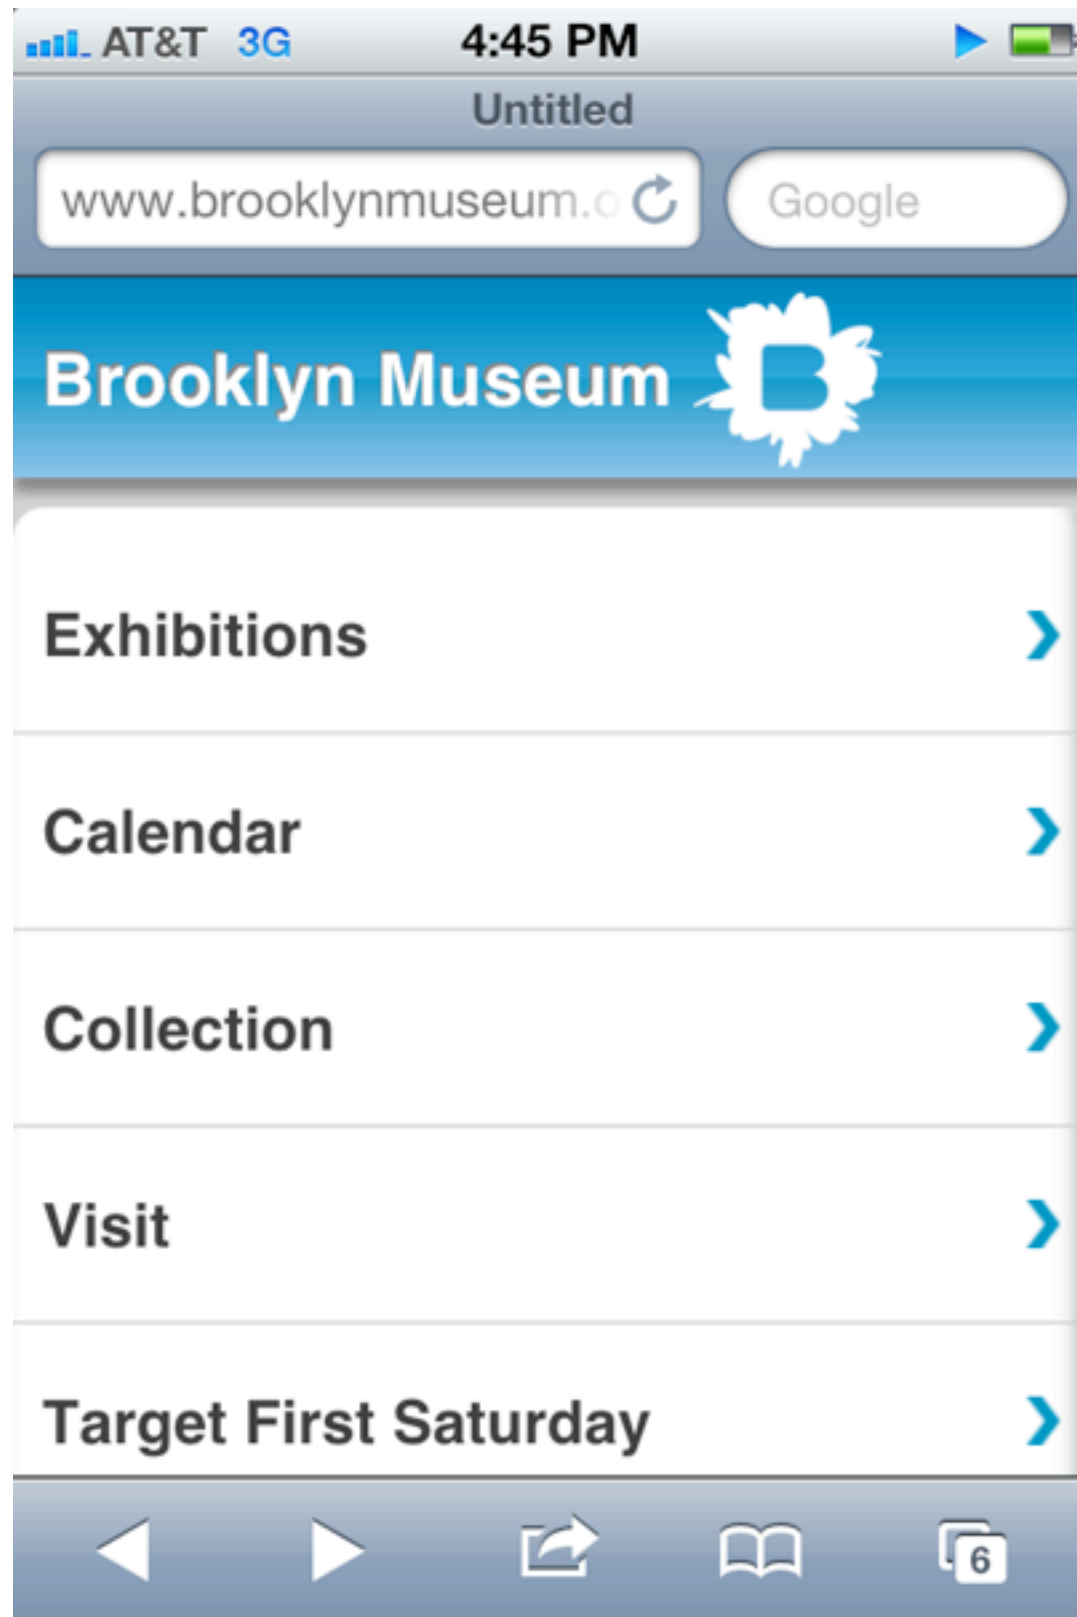 AT&T 3G 4:45 PM
Untitled
www.brooklynmuseum.o Google
Brooklyn Museum B
Exhibitions
Calendar
Collection
Visit
Target First Saturday
6